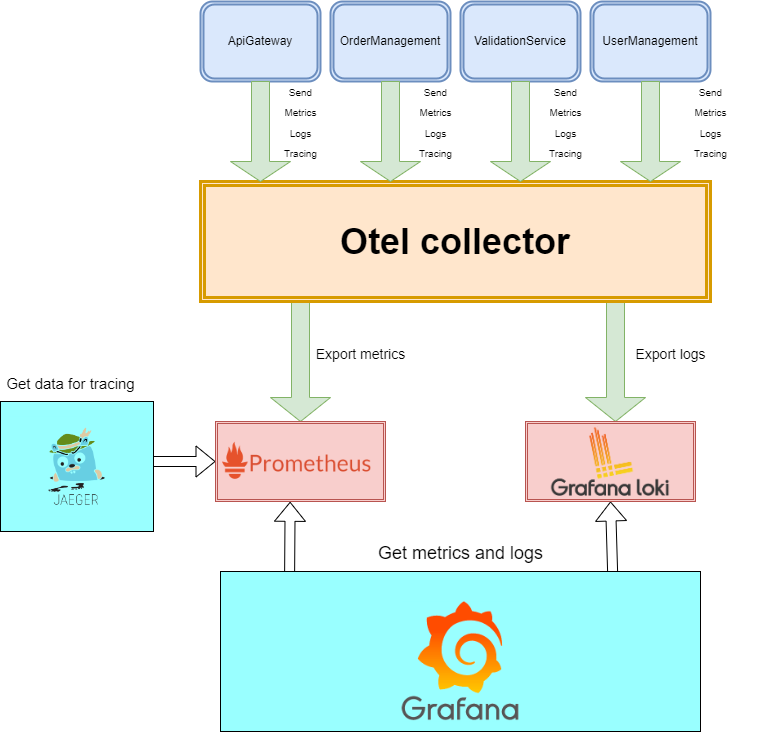 ApiGateway
OrderManagement
ValidationService
UserManagement
Send
Metrics
Logs
Tracing
Send
Metrics
Logs
Tracing
Send
Metrics
Logs
Tracing
Send
Metrics
Logs
Tracing
Otel collector
Export metrics
Export logs
Get data for tracing
JAEGER
Prometheus
Grafana loki
Get metrics and logs
Grafana